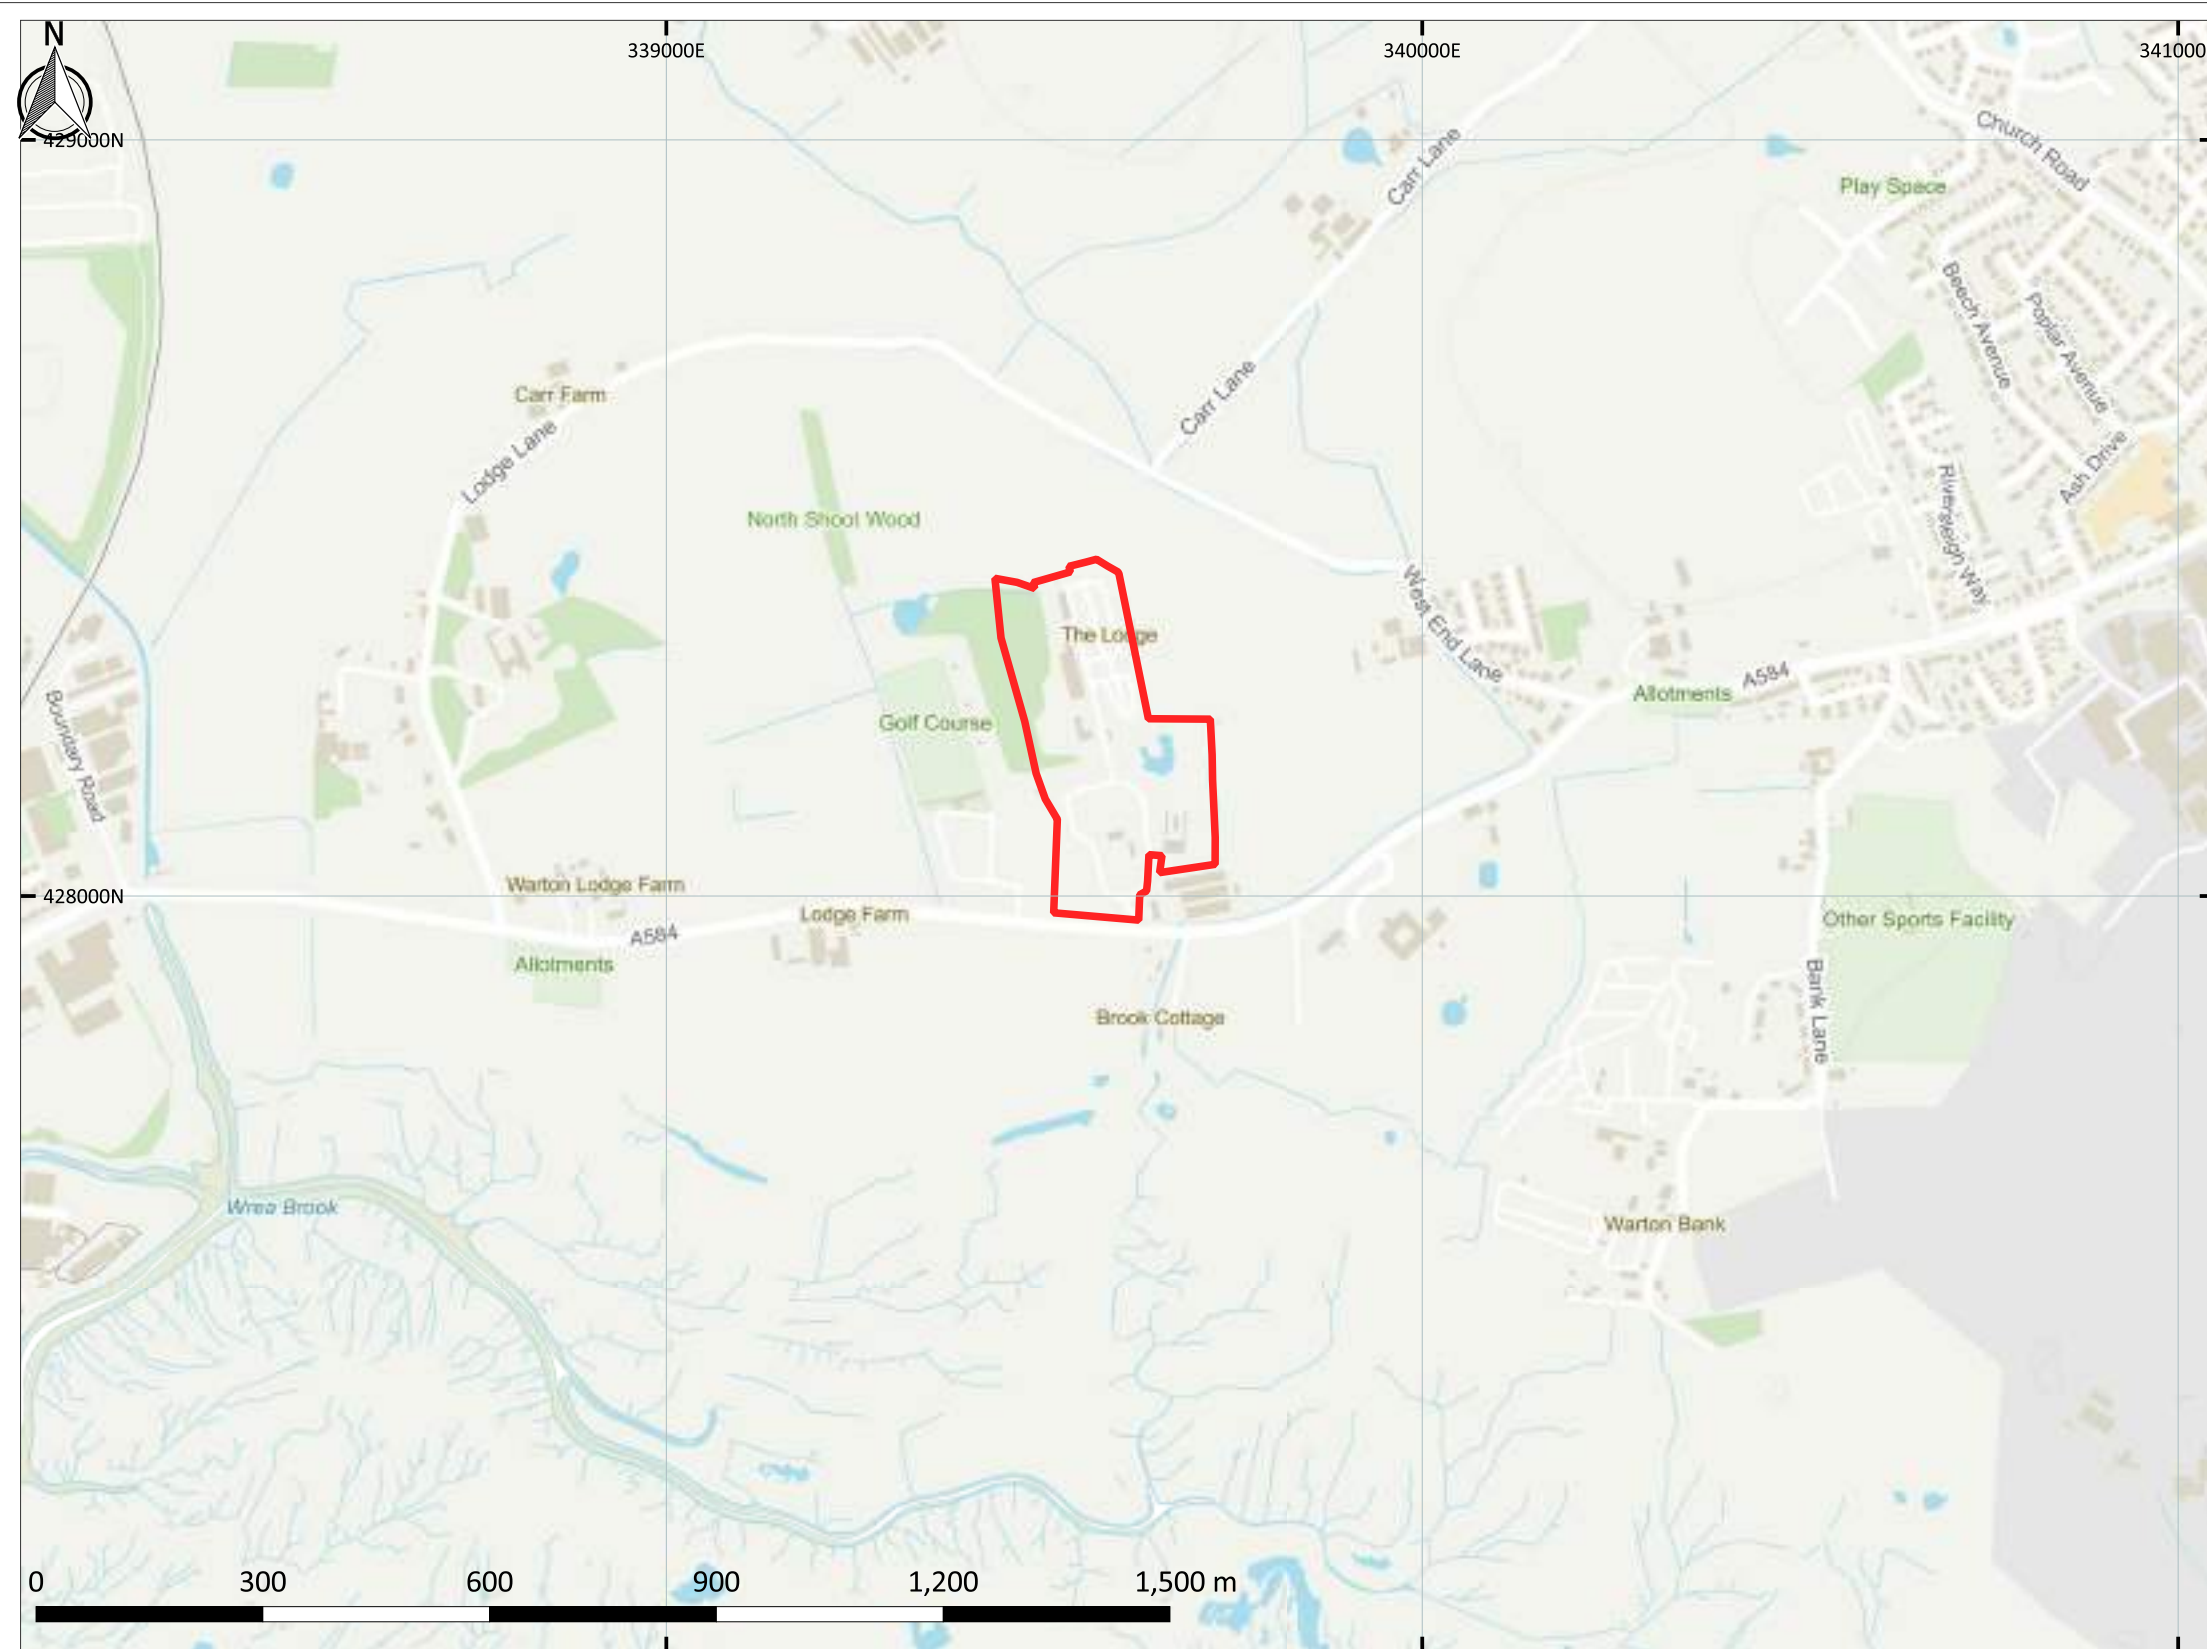 N
339000E
340000E
341000
429000N
Church Road
Carr Lane
Play Space
Beech Avenue
Poplar Avenue
Carr Farm
Carr Lane
Lodge Lane
Ash Drive
North Shoot Wood
Riversleigh Way
West End Lane
The Lodge
A584
Allotments
Boundary Road
Golf Course
428000N
Warton Lodge Farm
Lodge Farm
A584
Other Sports Facility
Allotments
Bank Lane
Brook Cottage
Wrea Brook
Warton Bank
0 300 600 900 1,200 1,500 m